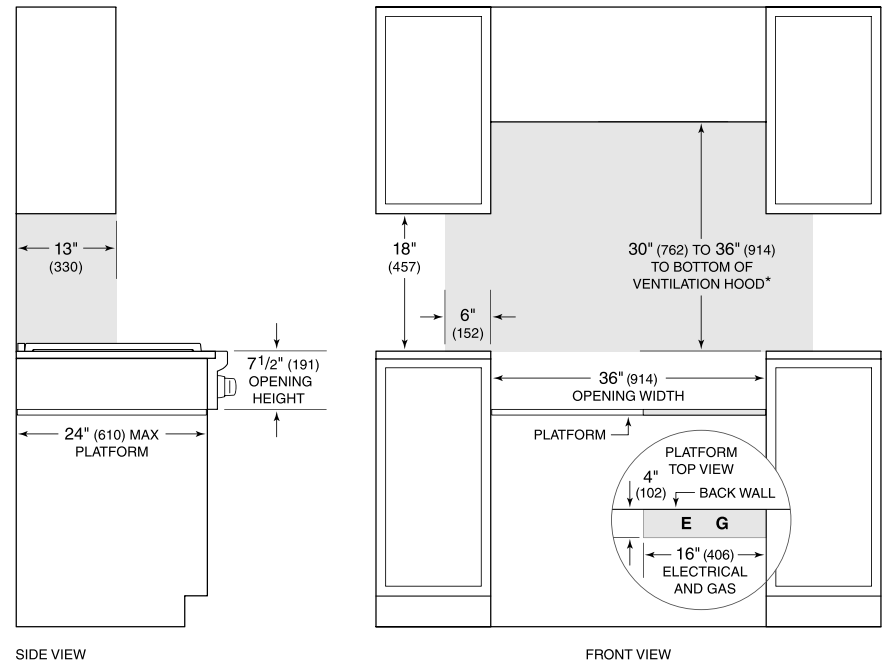 13"
(330)
7 1/2" (191)
OPENING
HEIGHT
24" (610) MAX
PLATFORM
SIDE VIEW
18"
(457)
6"
(152)
30" (762) TO 36" (914)
TO BOTTOM OF
VENTILATION HOOD*
36" (914)
OPENING WIDTH
PLATFORM
PLATFORM
TOP VIEW
4"
(102)
BACK WALL
E G
16" (406)
ELECTRICAL
AND GAS
FRONT VIEW